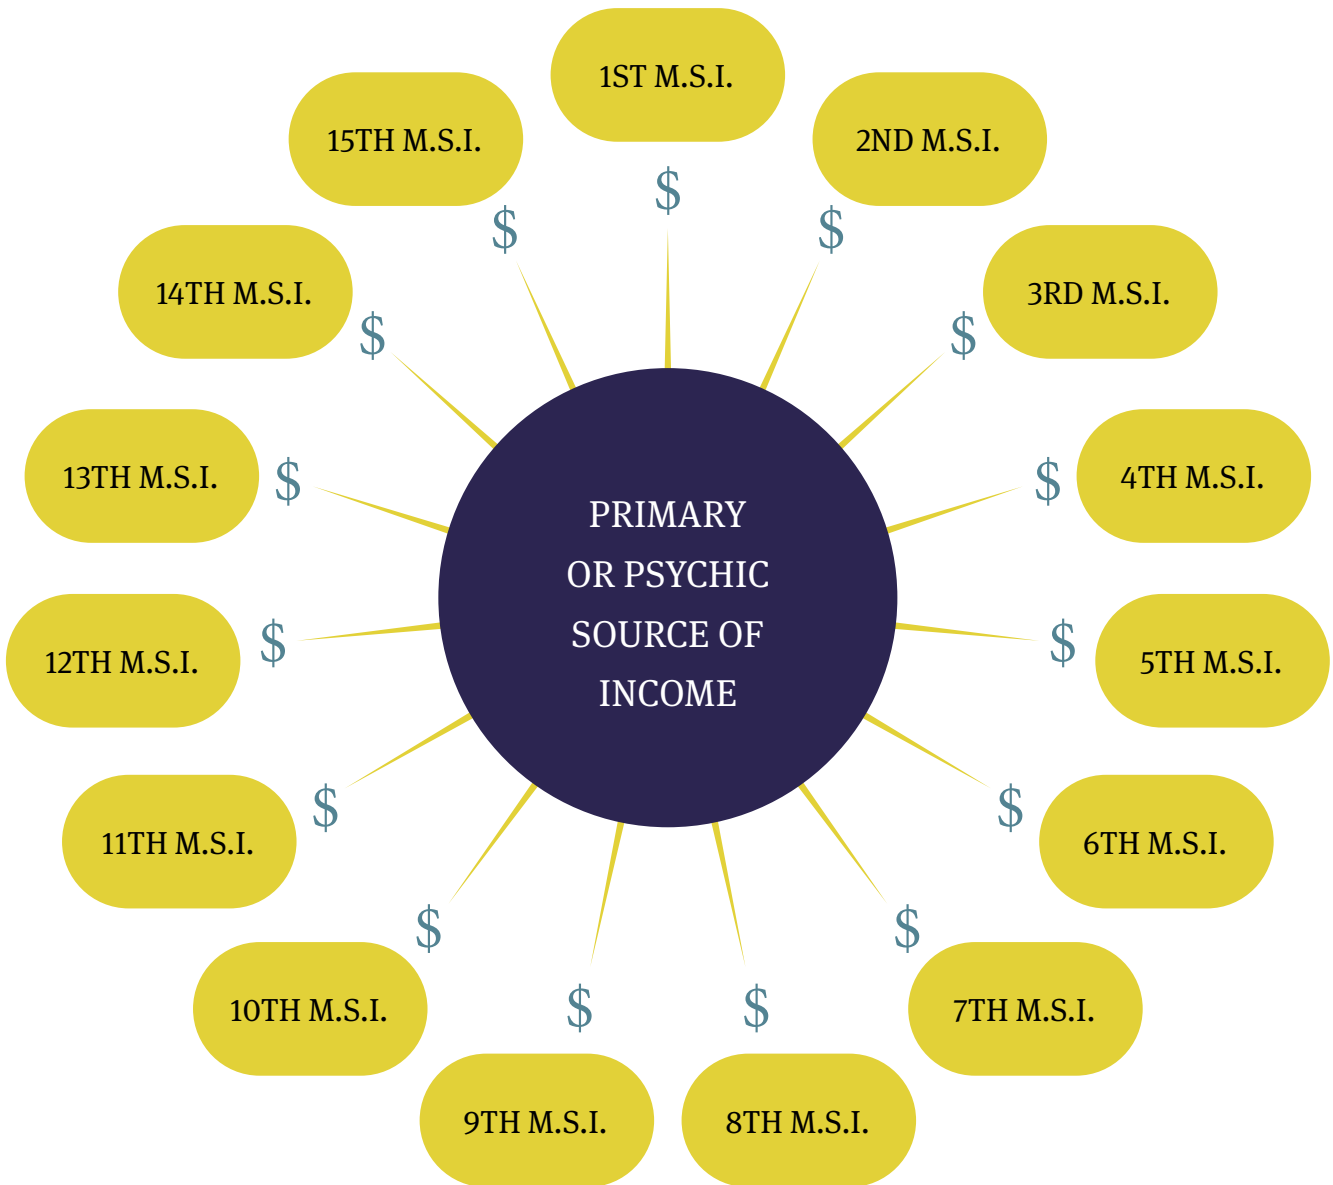 1ST M.S.I.
$
2ND M.S.I.
$
3RD M.S.I.
$
4TH M.S.I.
$
5TH M.S.I.
$
6TH M.S.I.
$
7TH M.S.I.
$
8TH M.S.I.
$
9TH M.S.I.
$
10TH M.S.I.
$
11TH M.S.I.
$
12TH M.S.I.
$
13TH M.S.I.
$
14TH M.S.I.
$
15TH M.S.I.
$
PRIMARY
OR PSYCHIC
SOURCE OF
INCOME